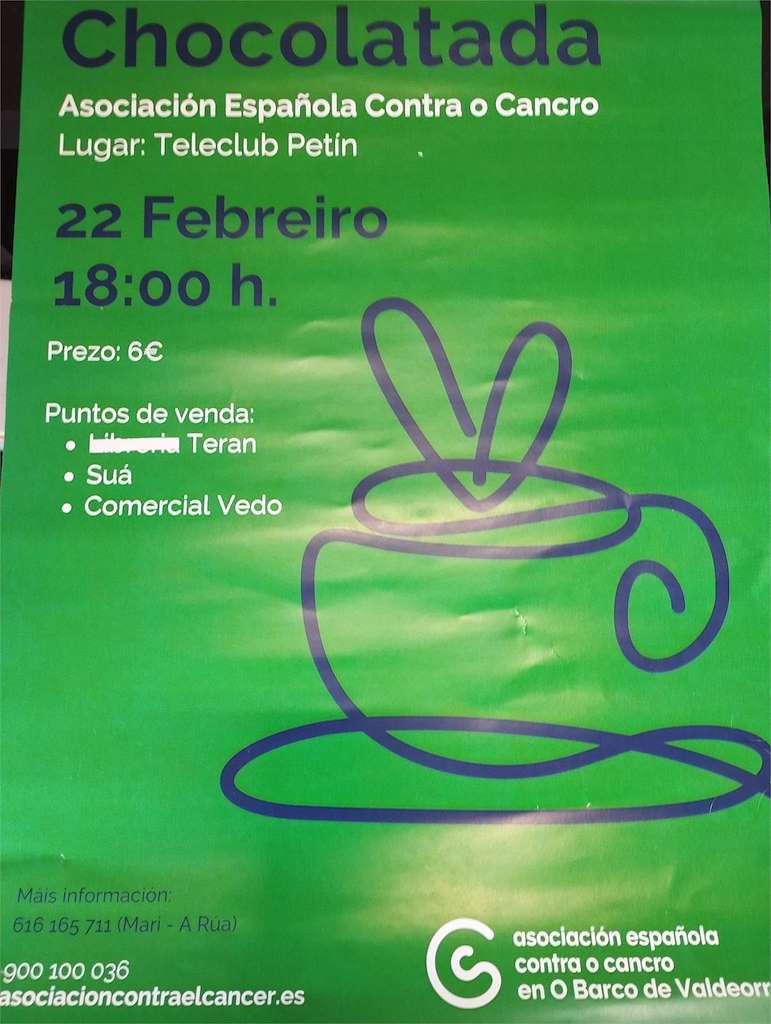 Chocolatada
Asociación Española Contra o Cancro
Lugar: Teleclub Petín
22 Febreiro
18:00 h.
Prezo: 6€
Puntos de venda:
• Teran
• Suá
• Comercial Vedo
Máis información:
616 165 711 (Mari - A Rúa)
900 100 036
asociacioncontraelcancer.es
asociación española
contra o cancro
en O Barco de Valdeorr